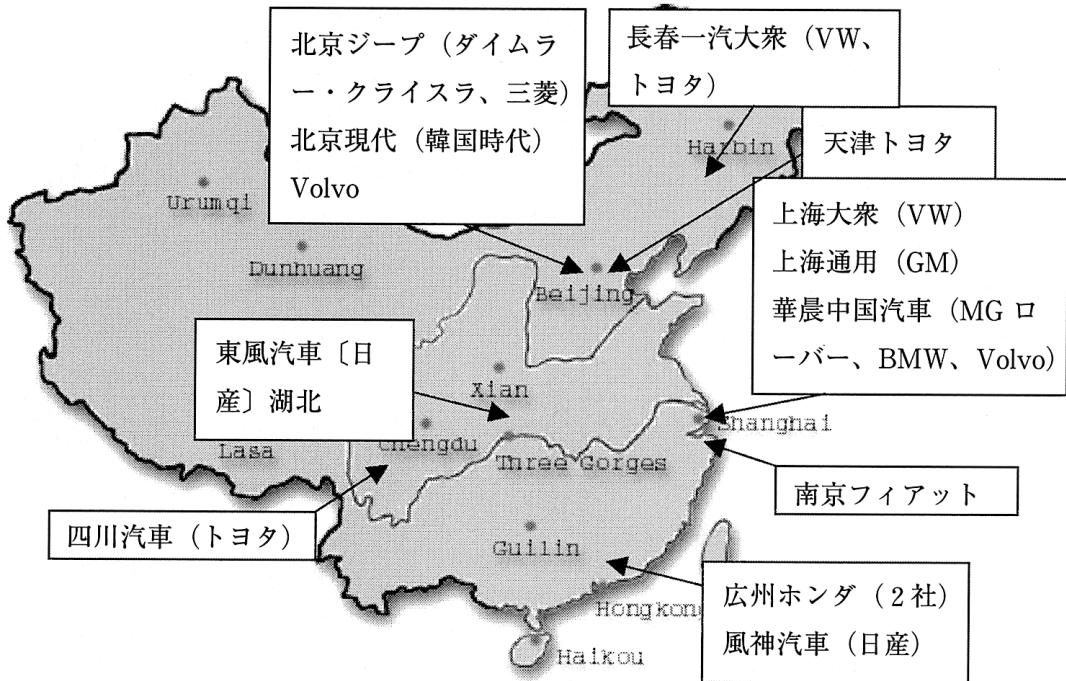 北京ジープ（ダイムラ
ー・クライスラ、三菱）
北京現代（韓国時代）
Volvo
長春一汽大衆（VW、
トヨタ）
天津トヨタ
上海大衆（VW）
上海通用（GM）
華晨中国汽車（MG ロ
ーバー、BMW、Volvo）
東風汽車〔日
産〕湖北
四川汽車（トヨタ）
南京フィアット
広州ホンダ（２社）
風神汽車（日産）
Harbin
Urumqi
Dunhuang
Beijing
Xian
Chengdu
Lasa
Three Gorges
Shanghai
Guilin
Hongkong
Haikou